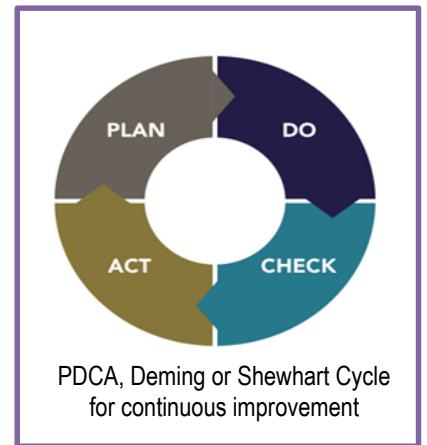 PLAN
DO
ACT
CHECK
PDCA, Deming or Shewhart Cycle
for continuous improvement